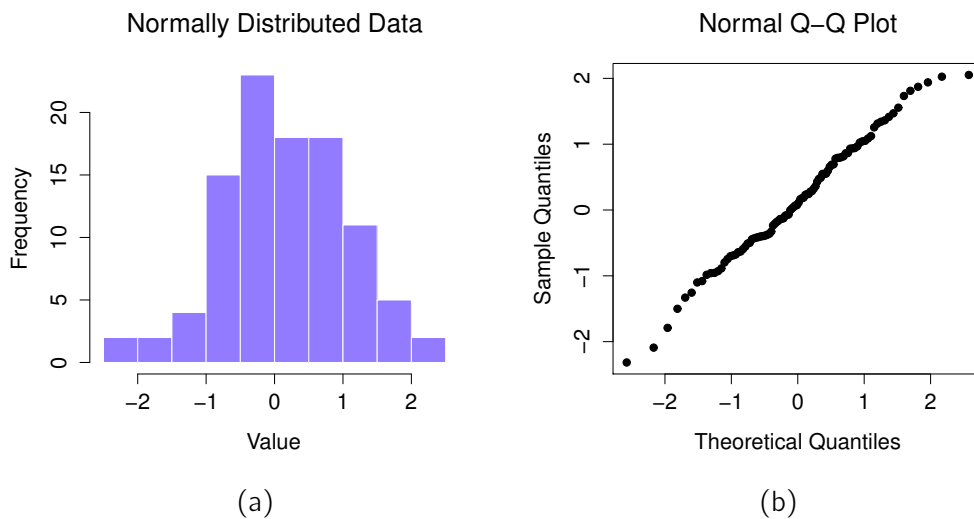 Normally Distributed Data
Frequency
0 5 10 15 20
−2 −1 0 1 2
Value
(a)
Normal Q−Q Plot
Sample Quantiles
−2 −1 0 1 2
−2 −1 0 1 2
Theoretical Quantiles
(b)